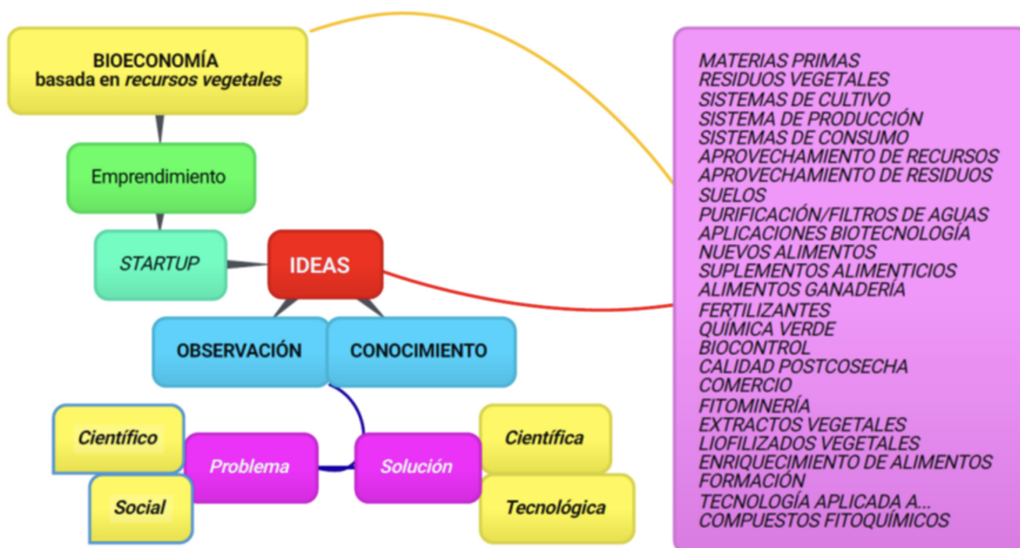 BIOECONOMÍA
basada en recursos vegetales
Emprendimiento
STARTUP
IDEAS
OBSERVACIÓN
CONOCIMIENTO
Científico
Social
Problema
Solución
Científica
Tecnológica
MATERIAS PRIMAS
RESIDUOS VEGETALES
SISTEMAS DE CULTIVO
SISTEMA DE PRODUCCIÓN
SISTEMAS DE CONSUMO
APROVECHAMIENTO DE RECURSOS
APROVECHAMIENTO DE RESIDUOS
SUELOS
PURIFICACIÓN/FILTROS DE AGUAS
APLICACIONES BIOTECNOLOGÍA
NUEVOS ALIMENTOS
SUPLEMENTOS ALIMENTICIOS
ALIMENTOS GANADERÍA
FERTILIZANTES
QUÍMICA VERDE
BIOCONTROL
CALIDAD POSTCOSECHA
COMERCIO
FITOMINERÍA
EXTRACTOS VEGETALES
LIOFILIZADOS VEGETALES
ENRIQUECIMIENTO DE ALIMENTOS
FORMACIÓN
TECNOLOGÍA APLICADA A...
COMPUESTOS FITOQUÍMICOS